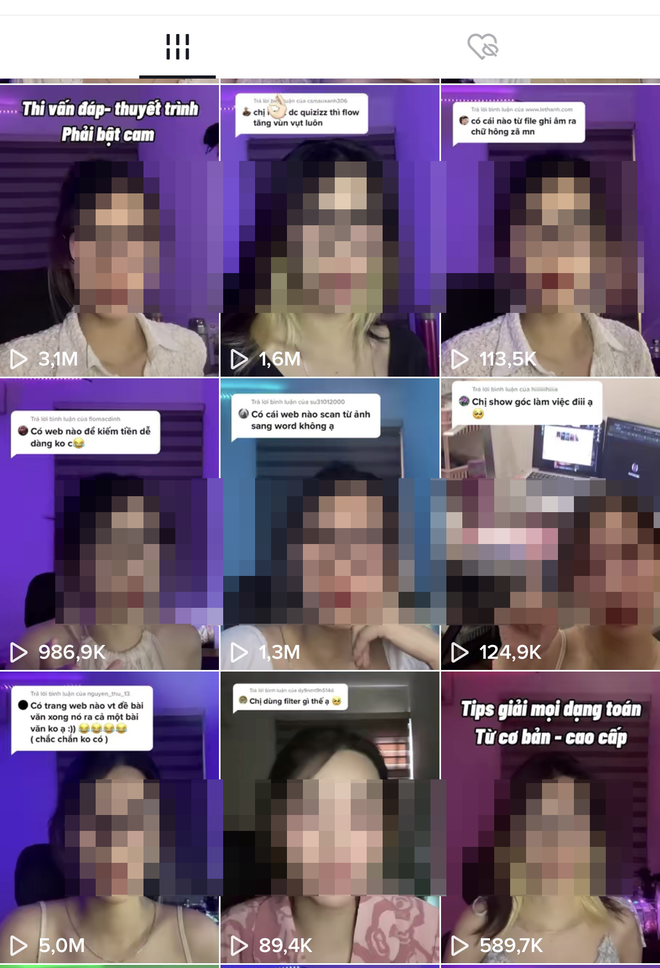 Thi vấn đáp- thuyết trình
Phải bật cam
3,1M
Trả lời bình luận của
chị dc quizizz thì flow
tăng vùn vụt luôn
1,6M
Trả lời bình luận của www.tethanh.com
có cái nào từ file ghi âm ra
chữ hông zã mn
113,5K
Trả lời bình luận của fiomesdinh
Có web nào để kiếm tiền dễ
dàng ko c😂
986,9K
Trả lời bình luận của su31012000
Có cái web nào scan từ ảnh
sang word không ạ
1,3M
Trả lời bình luận của
Chị show góc làm việc điii ạ
🥺
124,9K
Trả lời bình luận của nguyen_thu_13
Có trang web nào vt đề bài
văn xong nó ra cả một bài
văn ko ạ :)) 😂😂😂😂
( chắc chắn ko có )
5,0M
Trả lời bình luận của
Chị dùng filter gì thế ạ 🥺
89,4K
Tips giải mọi dạng toán
Từ cơ bản - cao cấp
589,7K